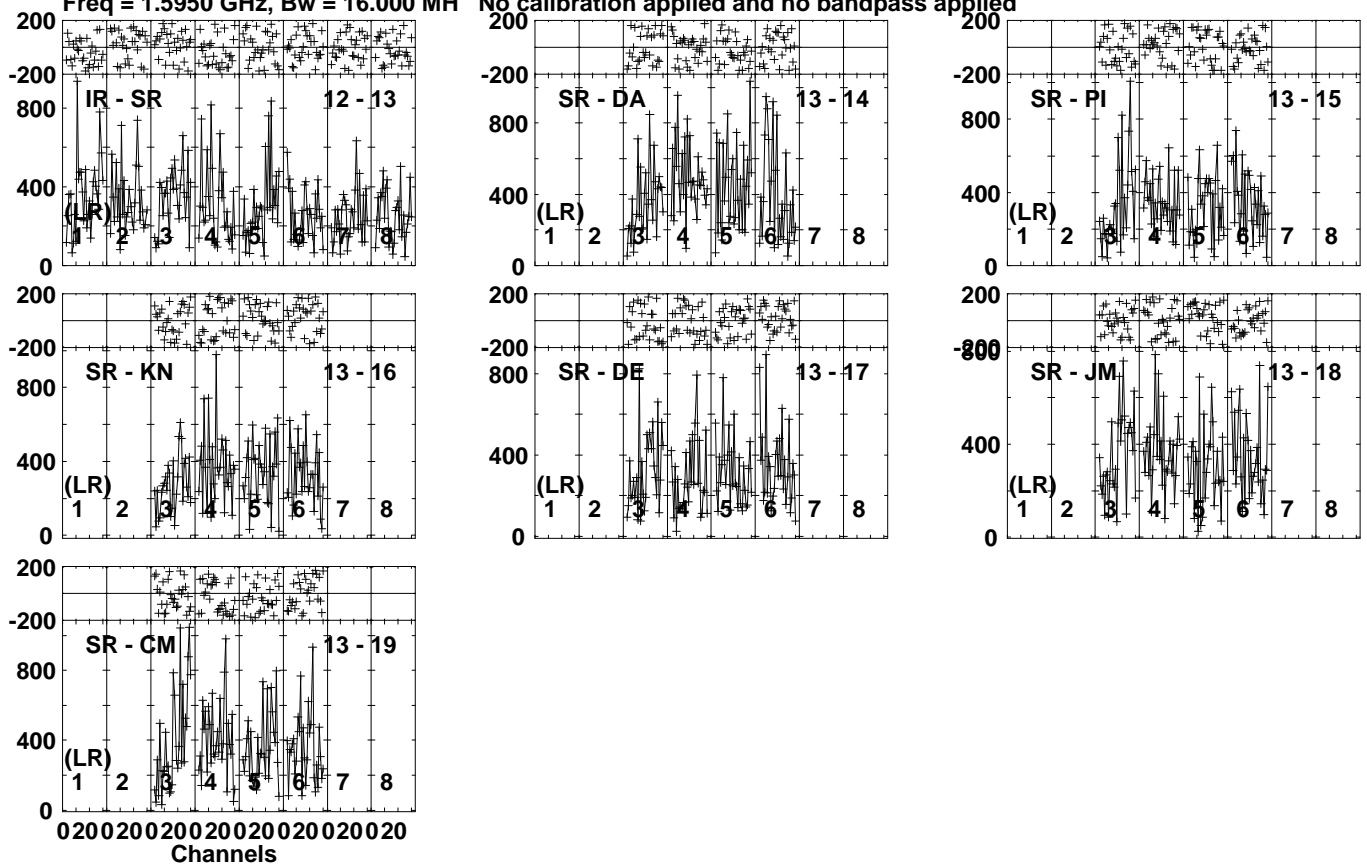 Freq = 1.5950 GHz, Bw = 16.000 MH No calibration applied and no bandpass applied
200
-200
IR - SR 12 - 13
800
400
(LR)
1 2 3 4 5 6 7 8
0
200
-200
SR - DA 13 - 14
800
400
(LR)
1 2 3 4 5 6 7 8
0
200
-200
SR - PI 13 - 15
800
400
(LR)
1 2 3 4 5 6 7 8
0
200
-200
SR - KN 13 - 16
800
400
(LR)
1 2 3 4 5 6 7 8
0
200
-200
SR - DE 13 - 17
800
400
(LR)
1 2 3 4 5 6 7 8
0
200
-200
800
SR - JM 13 - 18
400
(LR)
1 2 3 4 5 6 7 8
0
200
-200
SR - CM 13 - 19
800
400
(LR)
1 2 3 4 5 6 7 8
0
0 20 0 20 0 20 0 20 0 20 0 20 0 20 0 20
Channels